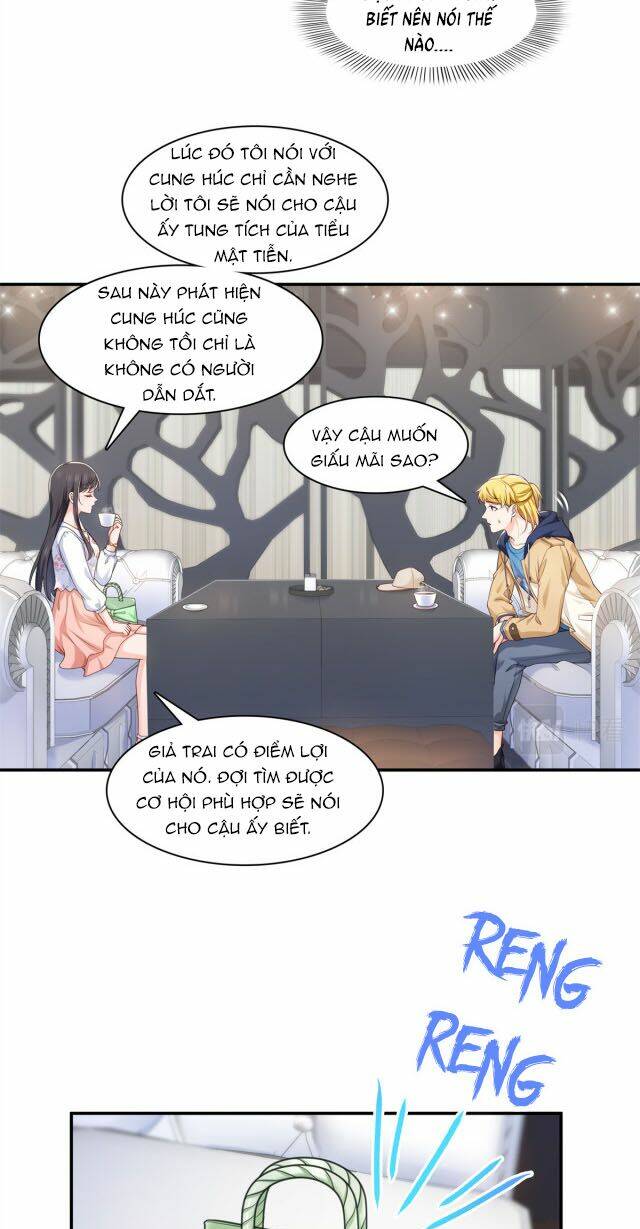 BIẾT NÊN NÓI THẾ
NÀO....
LÚC ĐÓ TÔI NÓI VỚI
CUNG HÚC CHỈ CẦN NGHE
LỜI TÔI SẼ NÓI CHO CẬU
ẤY TUNG TÍCH CỦA TIỂU
MẬT TIỄN.
SAU NÀY PHÁT HIỆN
CUNG HÚC CŨNG
KHÔNG TỒI CHỈ LÀ
KHÔNG CÓ NGƯỜI
DẪN DẮT.
VẬY CẬU MUỐN
GIẤU MÃI SAO?
GIẢ TRAI CÓ ĐIỂM LỢI
CỦA NÓ. ĐỢI TÌM ĐƯỢC
CƠ HỘI PHÙ HỢP SẼ NÓI
CHO CẬU ẤY BIẾT.
RENG
RENG